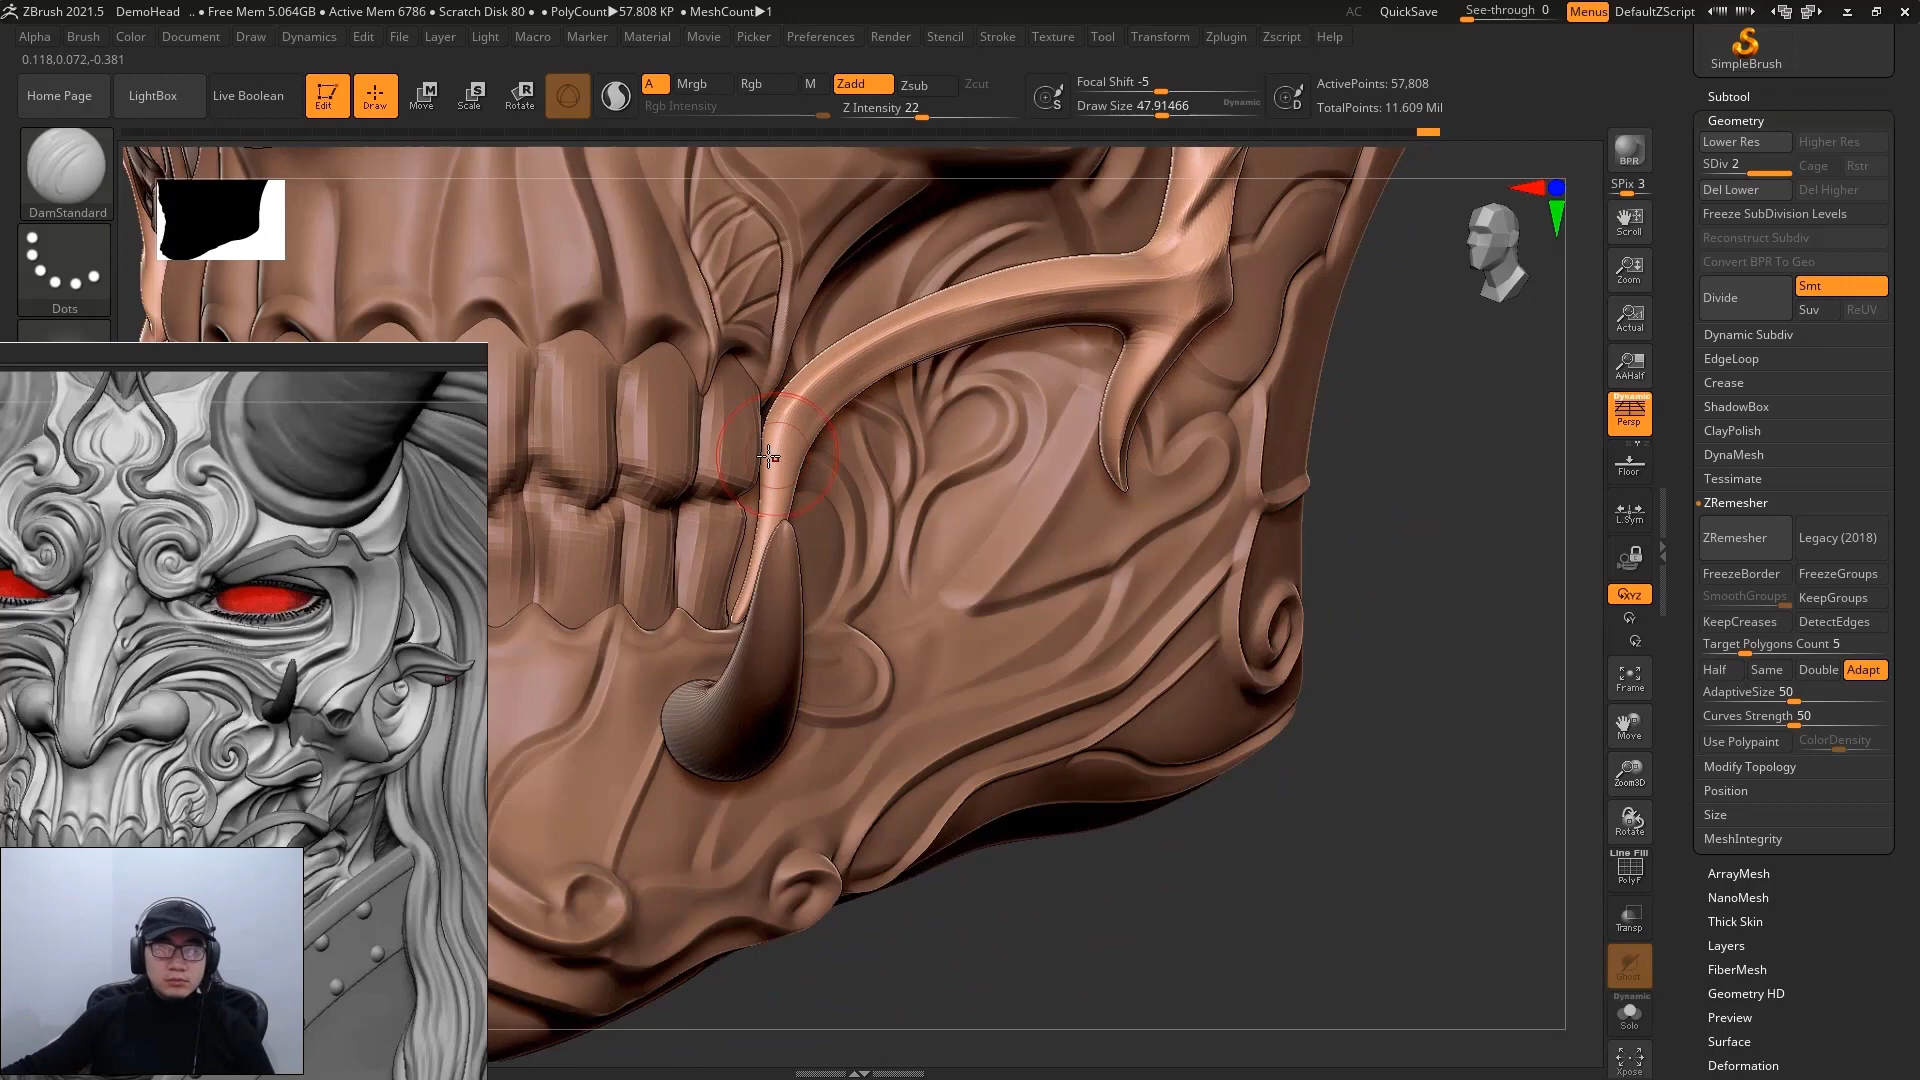 ZBrush 2021.5 DemoHead .. ● Free Mem 5.064GB ● Active Mem 6786 ● Scratch Disk 80 ● ● PolyCount▶57.808 KP ● MeshCount▶1 AC QuickSave See-through 0 Menus DefaultZScript
Alpha Brush Color Document Draw Dynamics Edit File Layer Light Macro Marker Material Movie Picker Preferences Render Stencil Stroke Texture Tool Transform Zplugin Zscript Help
0.118,0.072,-0.381
Home Page LightBox Live Boolean Edit Draw Move Scale Rotate
A Mrgb Rgb M Zadd Zsub Zcut
Rgb Intensity Z Intensity 22
Focal Shift -5
Draw Size 47.91466 Dynamic
ActivePoints: 57,808
TotalPoints: 11.609 Mil
DamStandard
Dots
BPR
SPix 3
Scroll
Zoom
Actual
AAHalf
Dynamic
Persp
Floor
L.Sym
XYZ
Frame
Move
Zoom3D
Rotate
Line Fill
PolyF
Transp
Ghost
Dynamic
Solo
Xpose
SimpleBrush
Subtool
Geometry
Lower Res Higher Res
SDiv 2 Cage Rstr
Del Lower Del Higher
Freeze SubDivision Levels
Reconstruct Subdiv
Convert BPR To Geo
Divide Smt
Suv ReUV
Dynamic Subdiv
EdgeLoop
Crease
ShadowBox
ClayPolish
DynaMesh
Tessimate
ZRemesher
ZRemesher Legacy (2018)
FreezeBorder FreezeGroups
SmoothGroups KeepGroups
KeepCreases DetectEdges
Target Polygons Count 5
Half Same Double Adapt
AdaptiveSize 50
Curves Strength 50
Use Polypaint ColorDensity
Modify Topology
Position
Size
MeshIntegrity
ArrayMesh
NanoMesh
Thick Skin
Layers
FiberMesh
Geometry HD
Preview
Surface
Deformation